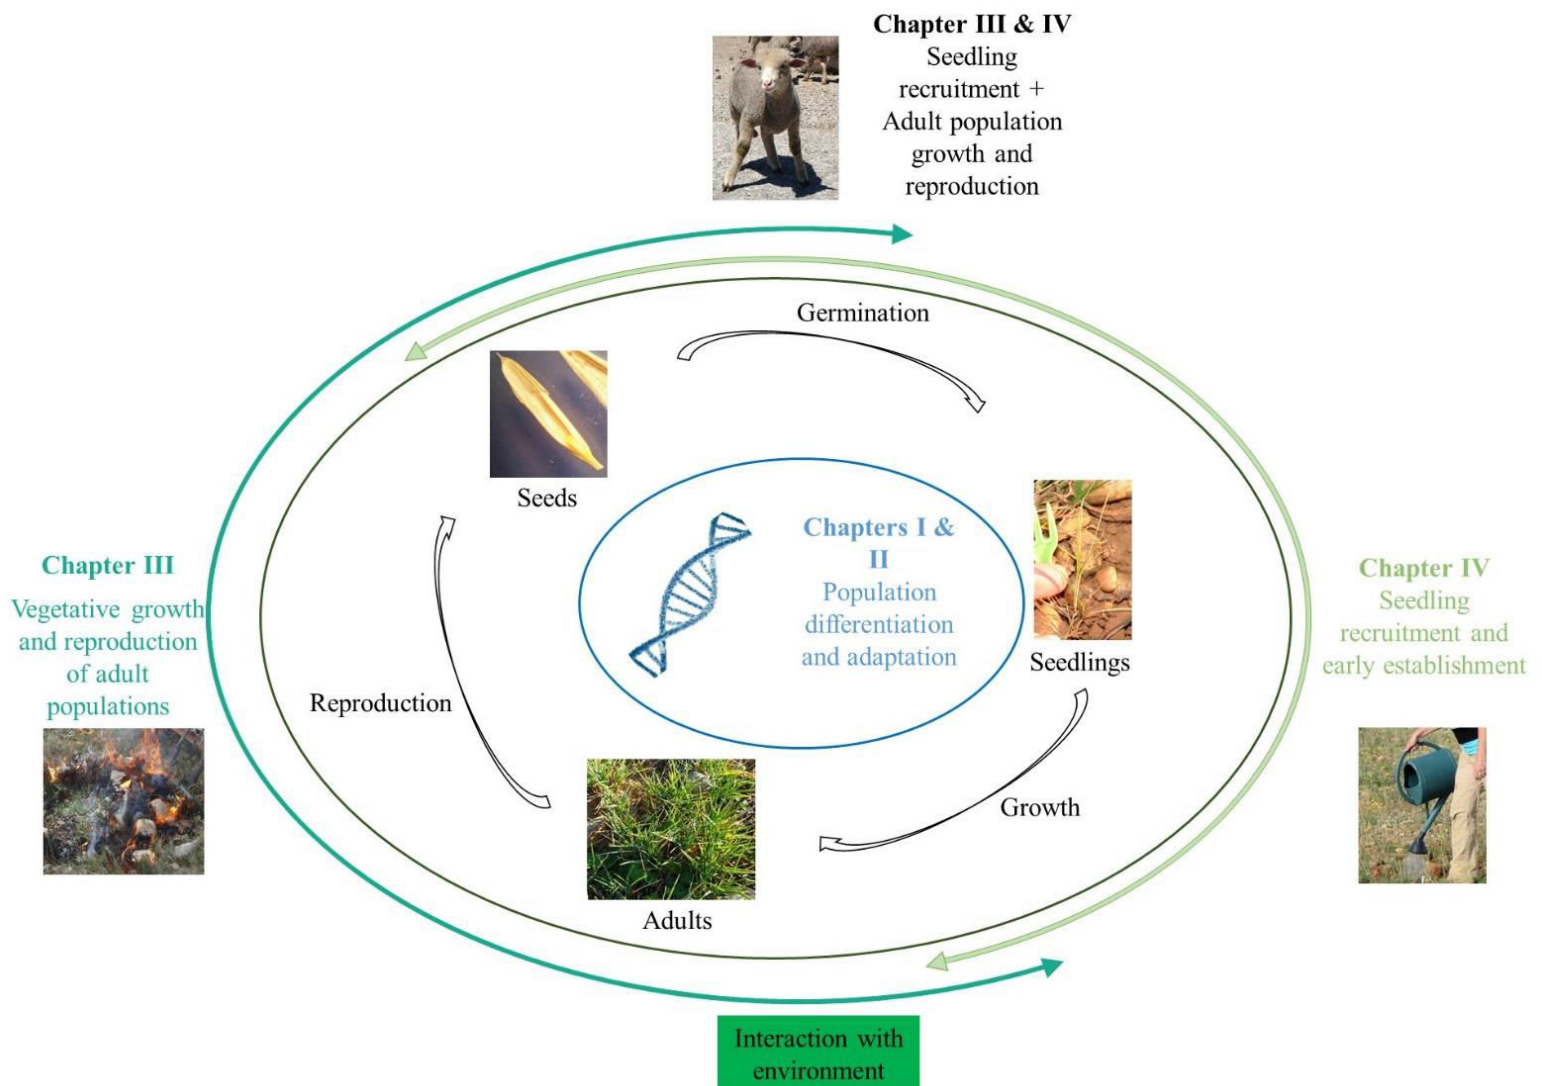 Chapter III & IV
Seedling
recruitment +
Adult population
growth and
reproduction
Germination
Seeds
Chapters I &
II
Population
differentiation
and adaptation
Seedlings
Chapter III
Vegetative growth
and reproduction
of adult
populations
Chapter IV
Seedling
recruitment and
early establishment
Reproduction
Growth
Adults
Interaction with
environment